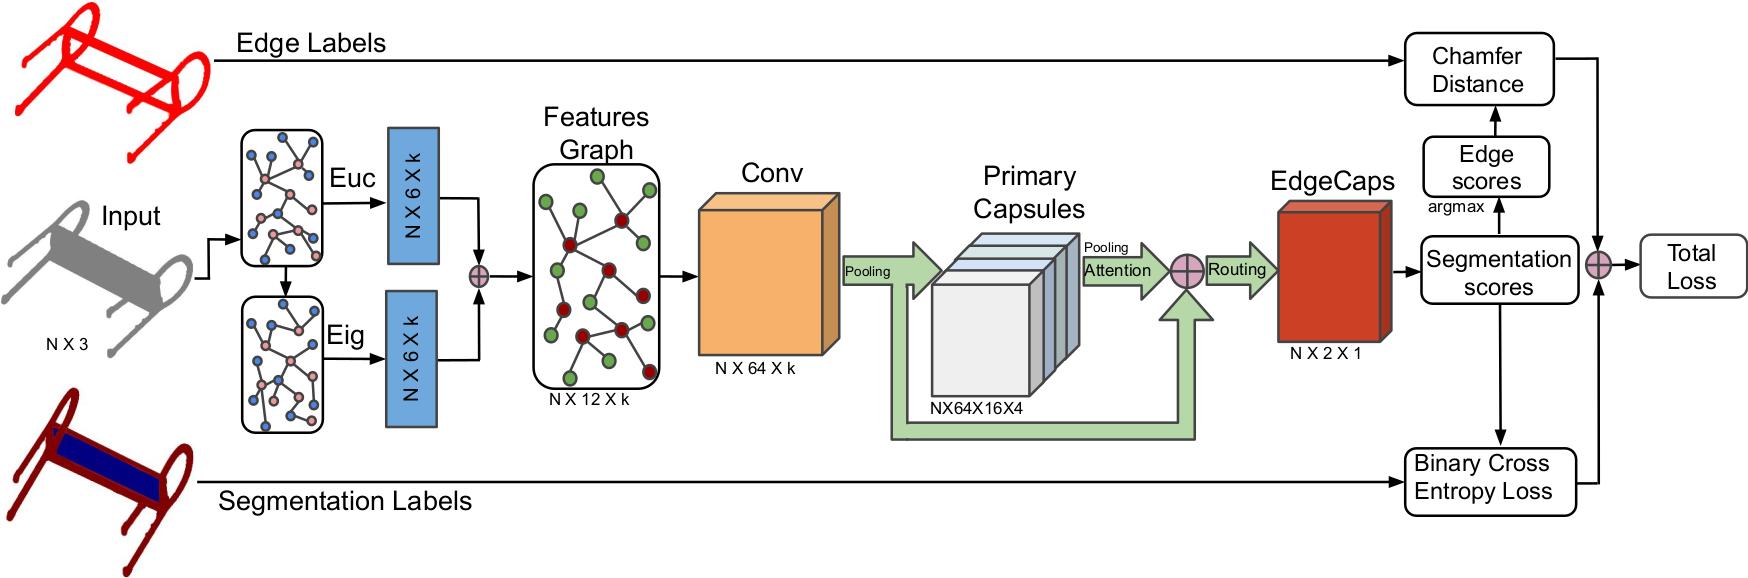 Edge Labels
Chamfer
Distance
Features
Graph
Edge
scores
argmax
Input
Euc
N X 6 X k
Conv
Primary
Capsules
EdgeCaps
Pooling
Pooling
Attention
Routing
Segmentation
scores
Total
Loss
N X 3
Eig
N X 6 X k
N X 64 X k
N X 12 X k
NX64X16X4
N X 2 X 1
Segmentation Labels
Binary Cross
Entropy Loss